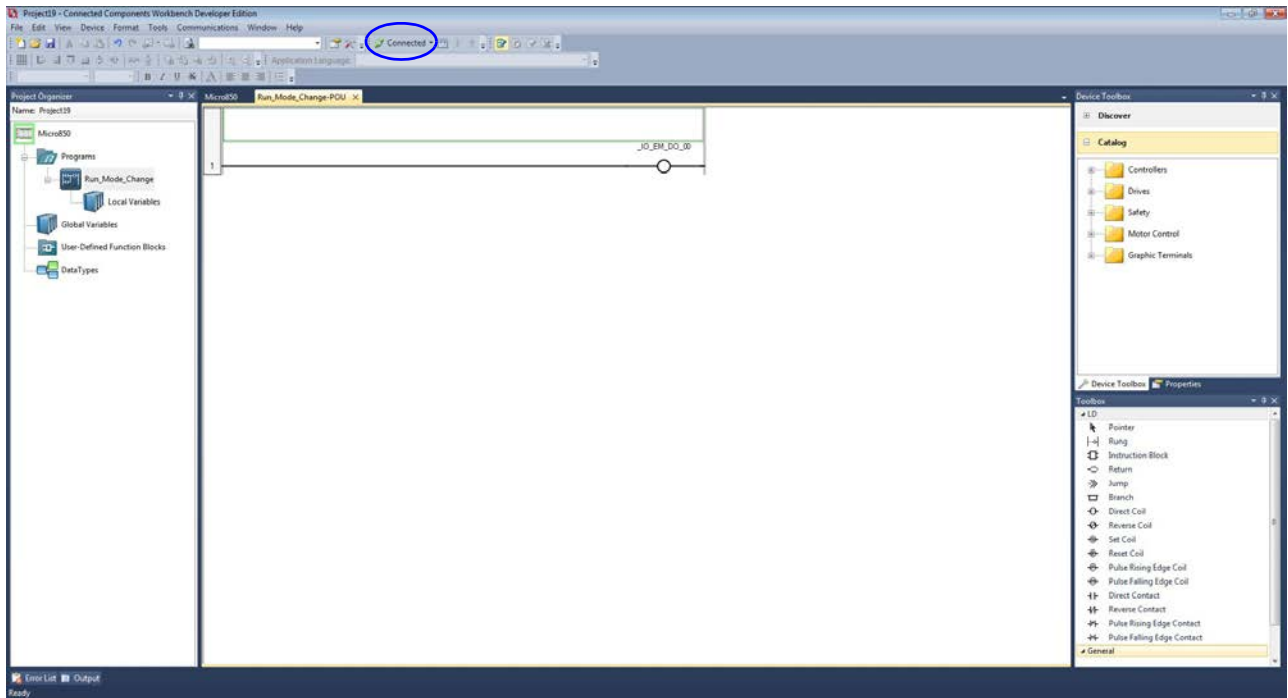 Project19 - Connected Components Workbench Developer Edition
File Edit View Device Format Tools Communications Window Help
Connected
Application Language:
Project Organizer
Micro850 Run_Mode_Change-POU
Device Toolbox
Name: Project19
Discover
Micro850
_IO_EM_DO_00
Catalog
Programs
1
Controllers
Run_Mode_Change
Drives
Local Variables
Safety
Global Variables
Motor Control
User-Defined Function Blocks
Graphic Terminals
DataTypes
Device Toolbox Properties
Toolbox
LD
Pointer
Rung
Instruction Block
Return
Jump
Branch
Direct Coil
Reverse Coil
Set Coil
Reset Coil
Pulse Rising Edge Coil
Pulse Falling Edge Coil
Direct Contact
Reverse Contact
Pulse Rising Edge Contact
Pulse Falling Edge Contact
General
Error List Output
Ready